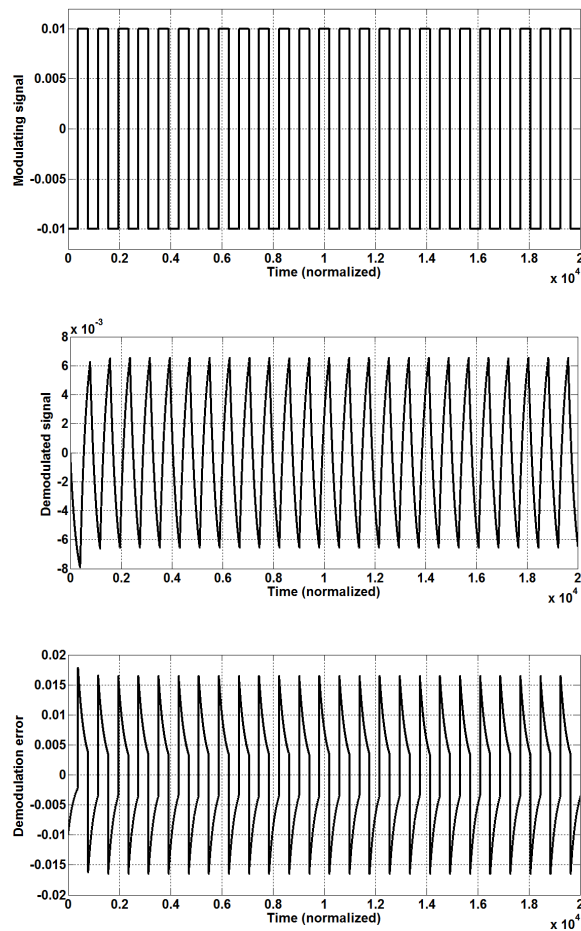 Modulating signal
0.01
0.005
0
-0.005
-0.01
0 0.2 0.4 0.6 0.8 1 1.2 1.4 1.6 1.8 2
Time (normalized)
x 10^4
Demodulated signal
x 10^-3
8
6
4
2
0
-2
-4
-6
-8
0 0.2 0.4 0.6 0.8 1 1.2 1.4 1.6 1.8 2
Time (normalized)
x 10^4
Demodulation error
0.02
0.015
0.01
0.005
0
-0.005
-0.01
-0.015
-0.02
0 0.2 0.4 0.6 0.8 1 1.2 1.4 1.6 1.8 2
Time (normalized)
x 10^4